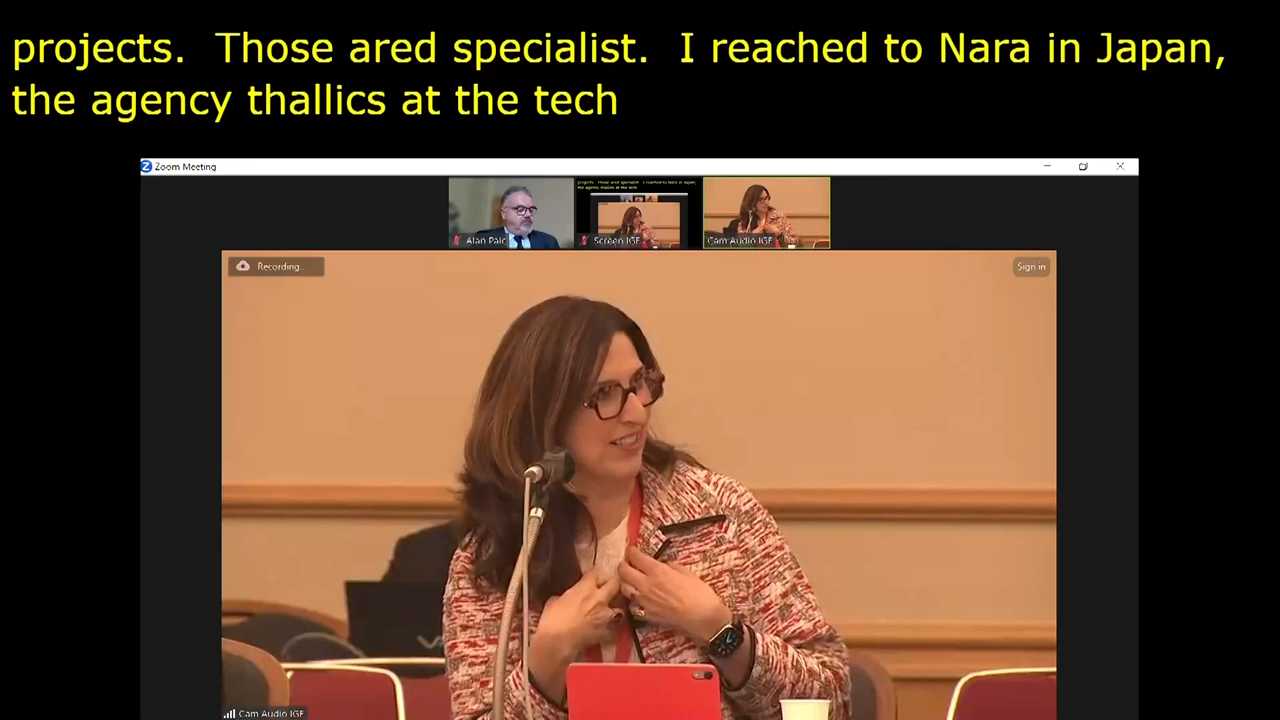 projects.  Those ared specialist.  I reached to Nara in Japan,
the agency thallics at the tech
Zoom Meeting
Alan Paic
Screen IGF
Cam Audio IGF
Recording...
Sign in
Cam Audio IGF